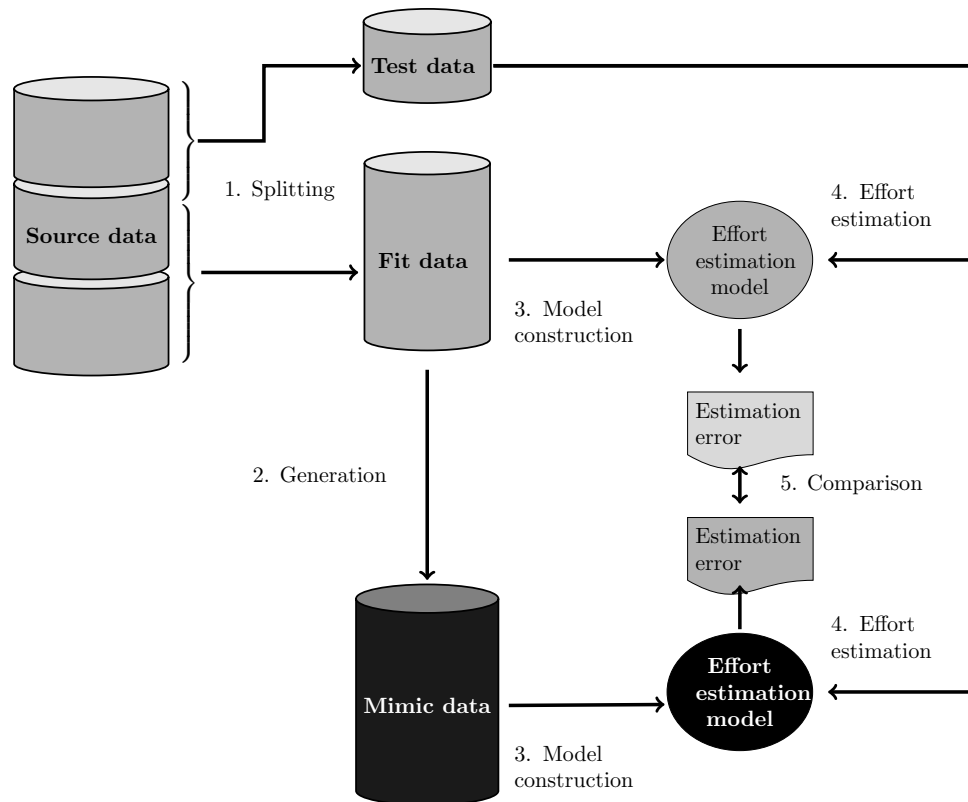 Test data
1. Splitting
Source data
Fit data
Effort
estimation
model
4. Effort
estimation
3. Model
construction
Estimation
error
2. Generation
5. Comparison
Estimation
error
4. Effort
estimation
Effort
estimation
model
Mimic data
3. Model
construction